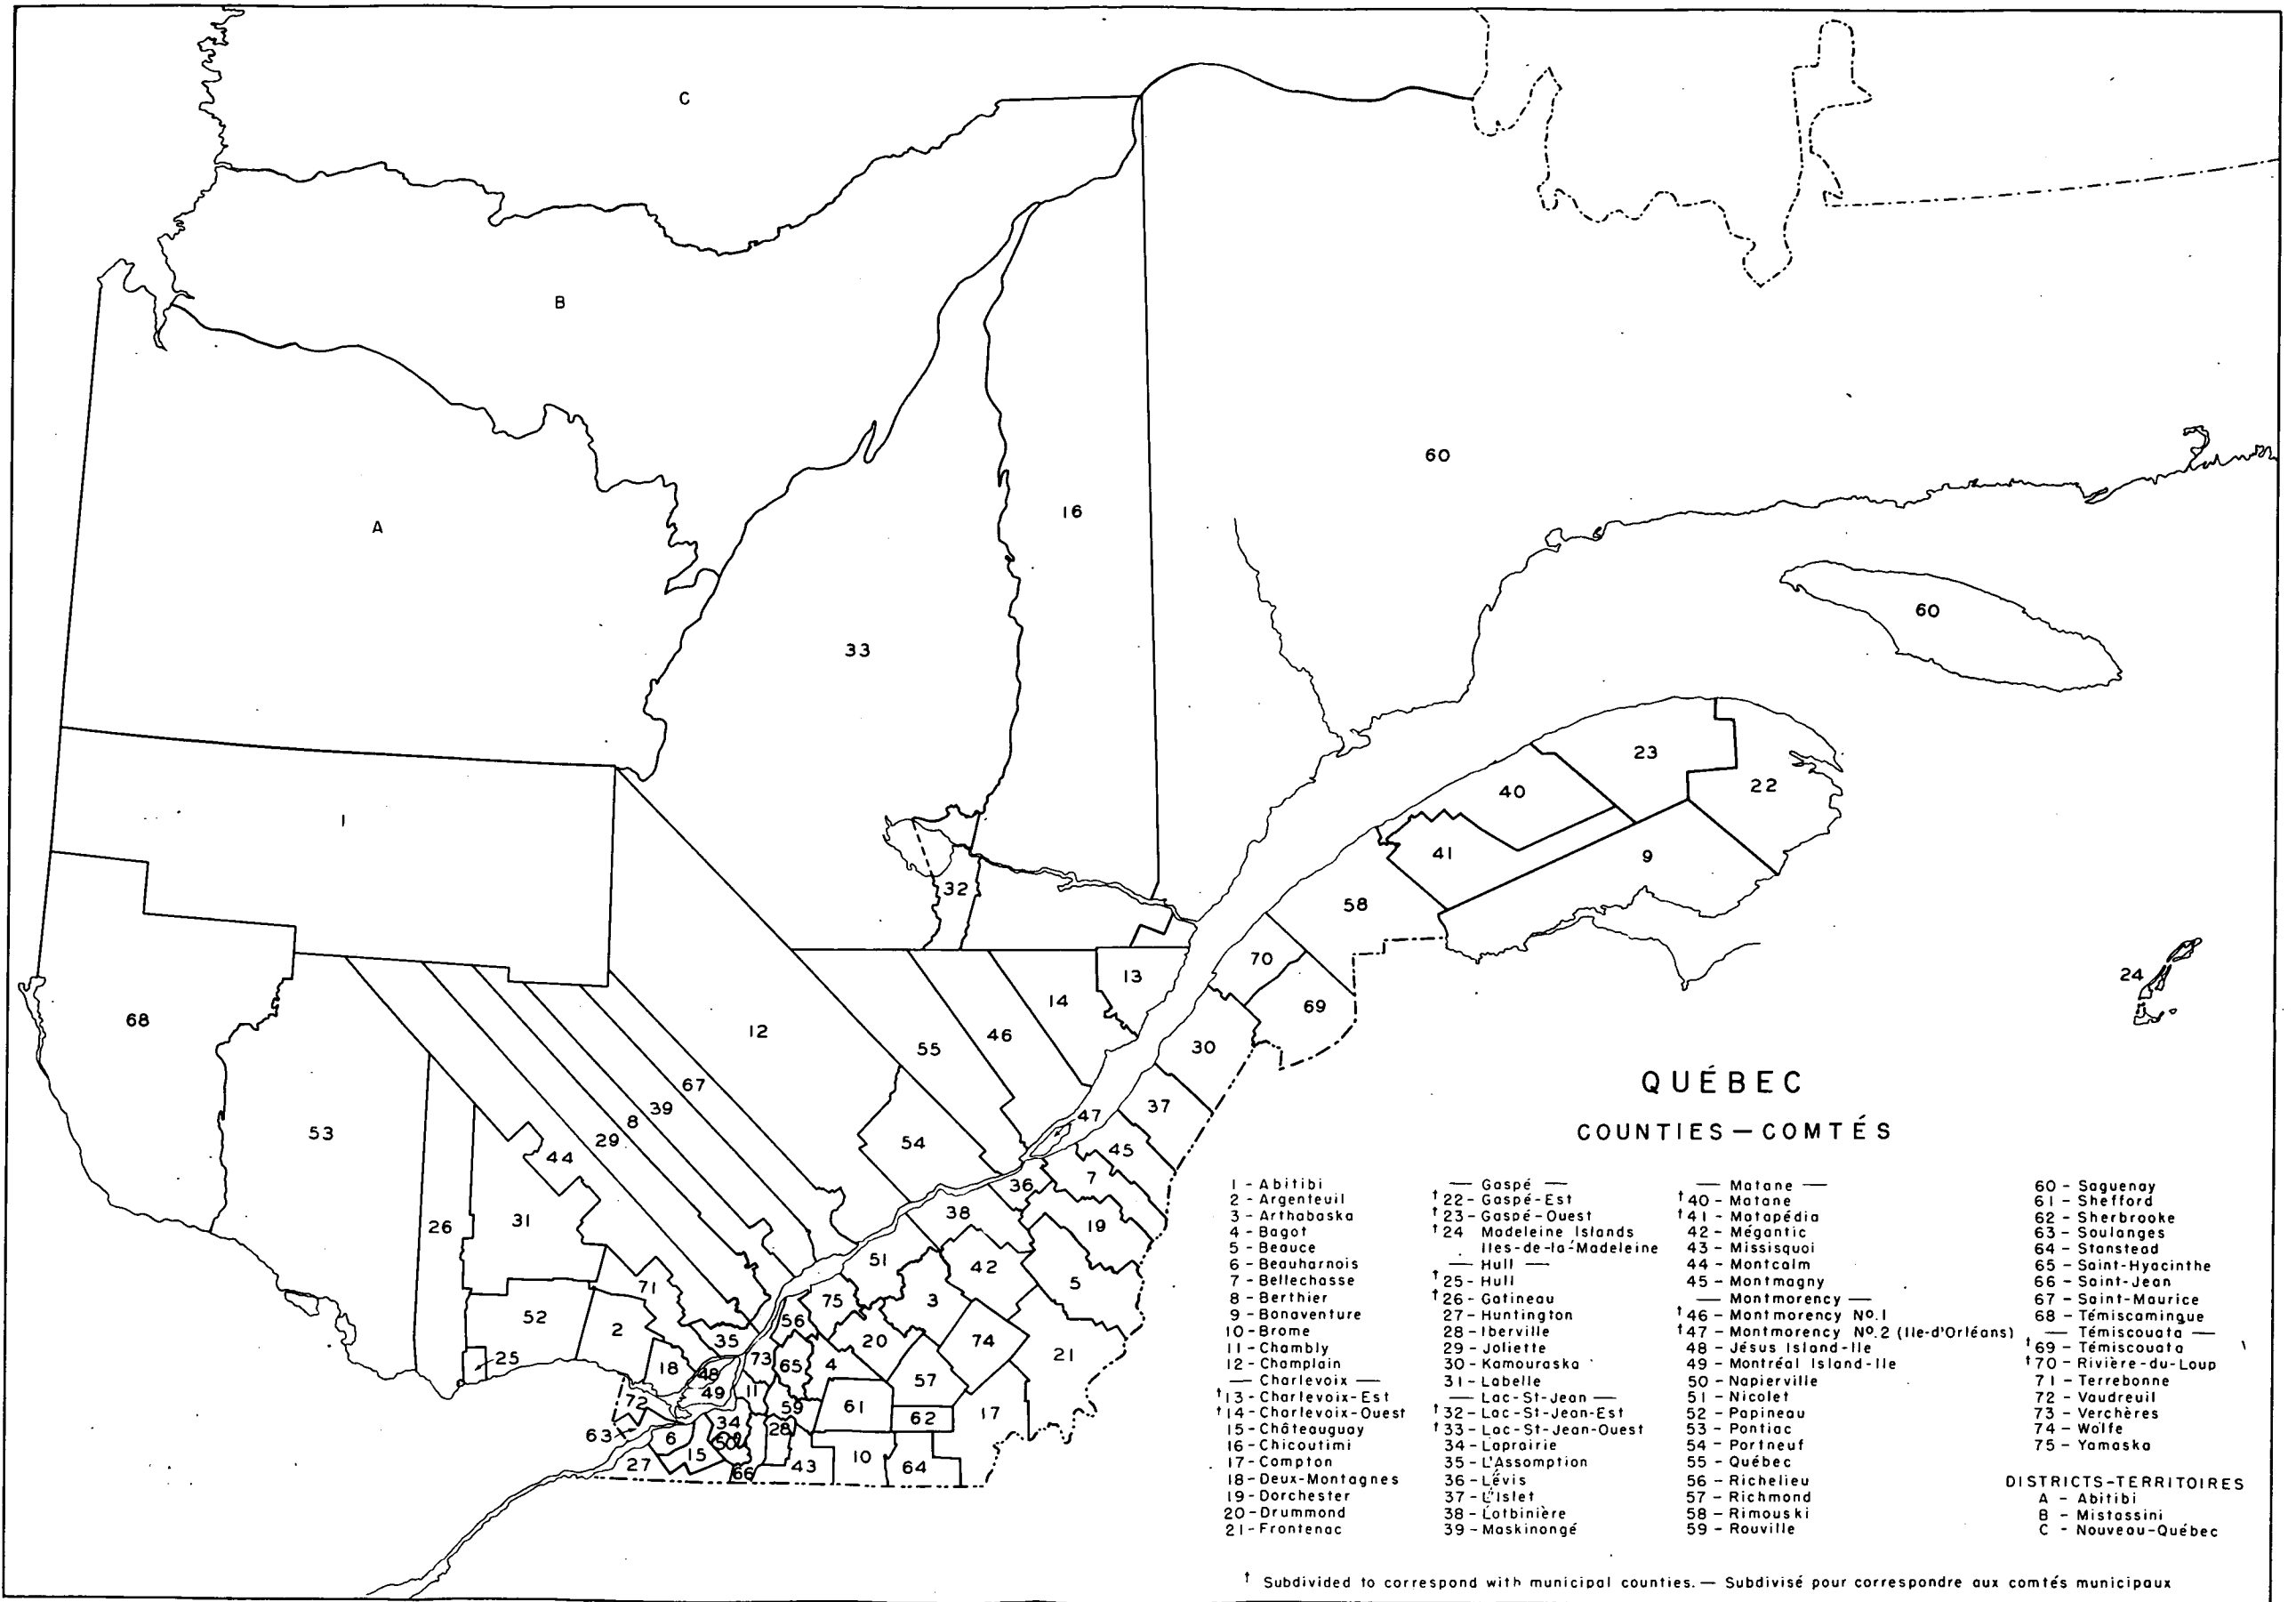 C
B
A
60
16
60
33
23
22
40
1
41
9
32
58
13
70
24
14
69
68
12
46
55
30
67
47
37
39
53
8
54
29
45
44
7
36
31
26
38
19
51
42
5
71
75
3
52
2
56
20
35
74
21
25
18
73
65
4
48
57
49
11
72
59
61
62
17
34
28
63
6
50
15
27
66
43
10
64
QUÉBEC
COUNTIES — COMTÉS
1 - Abitibi
2 - Argenteuil
3 - Arthabaska
4 - Bagot
5 - Beauce
6 - Beauharnois
7 - Bellechasse
8 - Berthier
9 - Bonaventure
10 - Brome
11 - Chambly
12 - Champlain
— Charlevoix —
†13 - Charlevoix-Est
†14 - Charlevoix-Ouest
15 - Châteauguay
16 - Chicoutimi
17 - Compton
18 - Deux-Montagnes
19 - Dorchester
20 - Drummond
21 - Frontenac
— Gaspé —
†22 - Gaspé-Est
†23 - Gaspé-Ouest
†24 Madeleine Islands
Iles-de-la-Madeleine
— Hull —
†25 - Hull
†26 - Gatineau
27 - Huntington
28 - Iberville
29 - Joliette
30 - Kamouraska
31 - Labelle
— Lac-St-Jean —
†32 - Lac-St-Jean-Est
†33 - Lac-St-Jean-Ouest
34 - Laprairie
35 - L'Assomption
36 - Lévis
37 - L'Islet
38 - Lotbinière
39 - Maskinongé
— Matane —
†40 - Matane
†41 - Matapédia
42 - Mégantic
43 - Missisquoi
44 - Montcalm
45 - Montmagny
— Montmorency —
†46 - Montmorency No.1
†47 - Montmorency No.2 (Ile-d'Orléans)
48 - Jésus Island-Ile
49 - Montréal Island-Ile
50 - Napierville
51 - Nicolet
52 - Papineau
53 - Pontiac
54 - Portneuf
55 - Québec
56 - Richelieu
57 - Richmond
58 - Rimouski
59 - Rouville
60 - Saguenay
61 - Shefford
62 - Sherbrooke
63 - Soulanges
64 - Stanstead
65 - Saint-Hyacinthe
66 - Saint-Jean
67 - Saint-Maurice
68 - Témiscamingue
— Témiscouata —
†69 - Témiscouata
†70 - Rivière-du-Loup
71 - Terrebonne
72 - Vaudreuil
73 - Verchères
74 - Wolfe
75 - Yamaska
DISTRICTS-TERRITOIRES
A - Abitibi
B - Mistassini
C - Nouveau-Québec
† Subdivided to correspond with municipal counties. — Subdivisé pour correspondre aux comtés municipaux